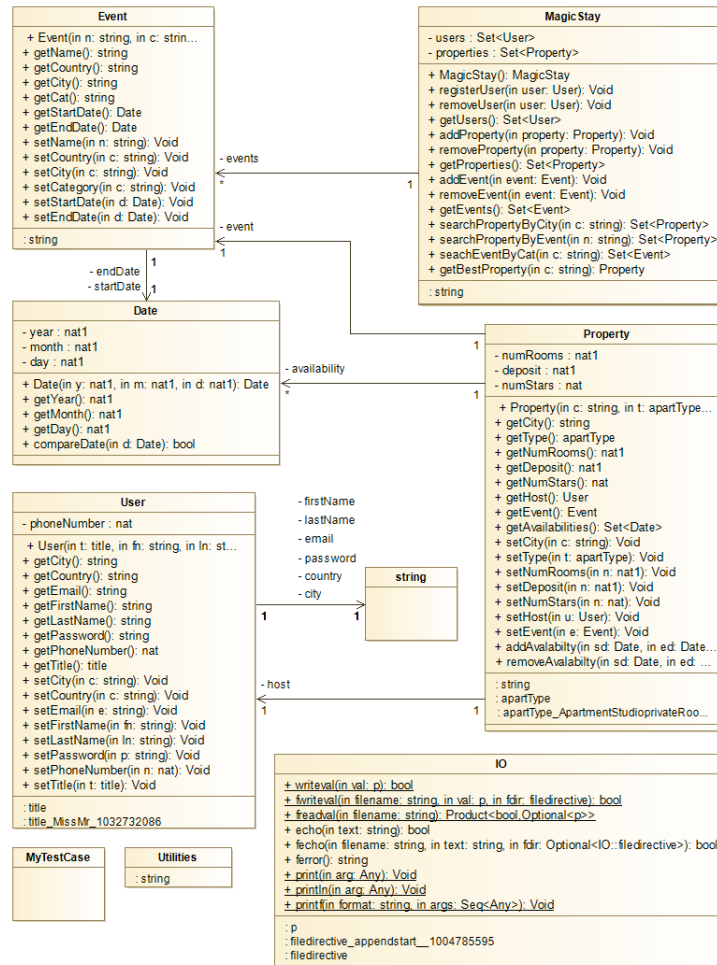 Event
+ Event(in n: string, in c: strin...
+ getName(): string
+ getCountry(): string
+ getCity(): string
+ getCat(): string
+ getStartDate(): Date
+ getEndDate(): Date
+ setName(in n: string): Void
+ setCountry(in c: string): Void
+ setCity(in c: string): Void
+ setCategory(in c: string): Void
+ setStartDate(in d: Date): Void
+ setEndDate(in d: Date): Void
: string
MagicStay
- users : Set<User>
- properties : Set<Property>
+ MagicStay(): MagicStay
+ registerUser(in user: User): Void
+ removeUser(in user: User): Void
+ getUsers(): Set<User>
+ addProperty(in property: Property): Void
+ removeProperty(in property: Property): Void
+ getProperties(): Set<Property>
+ addEvent(in event: Event): Void
+ removeEvent(in event: Event): Void
+ getEvents(): Set<Event>
+ searchPropertyByCity(in c: string): Set<Property>
+ searchPropertyByEvent(in n: string): Set<Property>
+ seachEventByCat(in c: string): Set<Event>
+ getBestProperty(in c: string): Property
: string
- events
*
1
- event
1
1
- endDate
- startDate
1
1
Date
- year : nat1
- month : nat1
- day : nat1
+ Date(in y: nat1, in m: nat1, in d: nat1): Date
+ getYear(): nat1
+ getMonth(): nat1
+ getDay(): nat1
+ compareDate(in d: Date): bool
- availability
*
1
Property
- numRooms : nat1
- deposit : nat1
- numStars : nat
+ Property(in c: string, in t: apartType...
+ getCity(): string
+ getType(): apartType
+ getNumRooms(): nat1
+ getDeposit(): nat1
+ getNumStars(): nat
+ getHost(): User
+ getEvent(): Event
+ getAvailabilities(): Set<Date>
+ setCity(in c: string): Void
+ setType(in t: apartType): Void
+ setNumRooms(in n: nat1): Void
+ setDeposit(in n: nat1): Void
+ setNumStars(in n: nat): Void
+ setHost(in u: User): Void
+ setEvent(in e: Event): Void
+ addAvalabilty(in sd: Date, in ed: Date...
+ removeAvalabilty(in sd: Date, in ed: ...
: string
: apartType
: apartType_ApartmentStudioprivateRoo...
User
- phoneNumber : nat
+ User(in t: title, in fn: string, in ln: st...
+ getCity(): string
+ getCountry(): string
+ getEmail(): string
+ getFirstName(): string
+ getLastName(): string
+ getPassword(): string
+ getPhoneNumber(): nat
+ getTitle(): title
+ setCity(in c: string): Void
+ setCountry(in c: string): Void
+ setEmail(in e: string): Void
+ setFirstName(in fn: string): Void
+ setLastName(in ln: string): Void
+ setPassword(in p: string): Void
+ setPhoneNumber(in n: nat): Void
+ setTitle(in t: title): Void
: title
: title_MissMr_1032732086
- firstName
- lastName
- email
- password
- country
- city
1
1
string
- host
1
1
IO
+ writeval(in val: p): bool
+ fwriteval(in filename: string, in val: p, in fdir: filedirective): bool
+ freadval(in filename: string): Product<bool,Optional<p>>
+ echo(in text: string): bool
+ fecho(in filename: string, in text: string, in fdir: Optional<IO::filedirective>): bool
+ ferror(): string
+ print(in arg: Any): Void
+ println(in arg: Any): Void
+ printf(in format: string, in args: Seq<Any>): Void
: p
: filedirective_appendstart__1004785595
: filedirective
MyTestCase
Utilities
: string